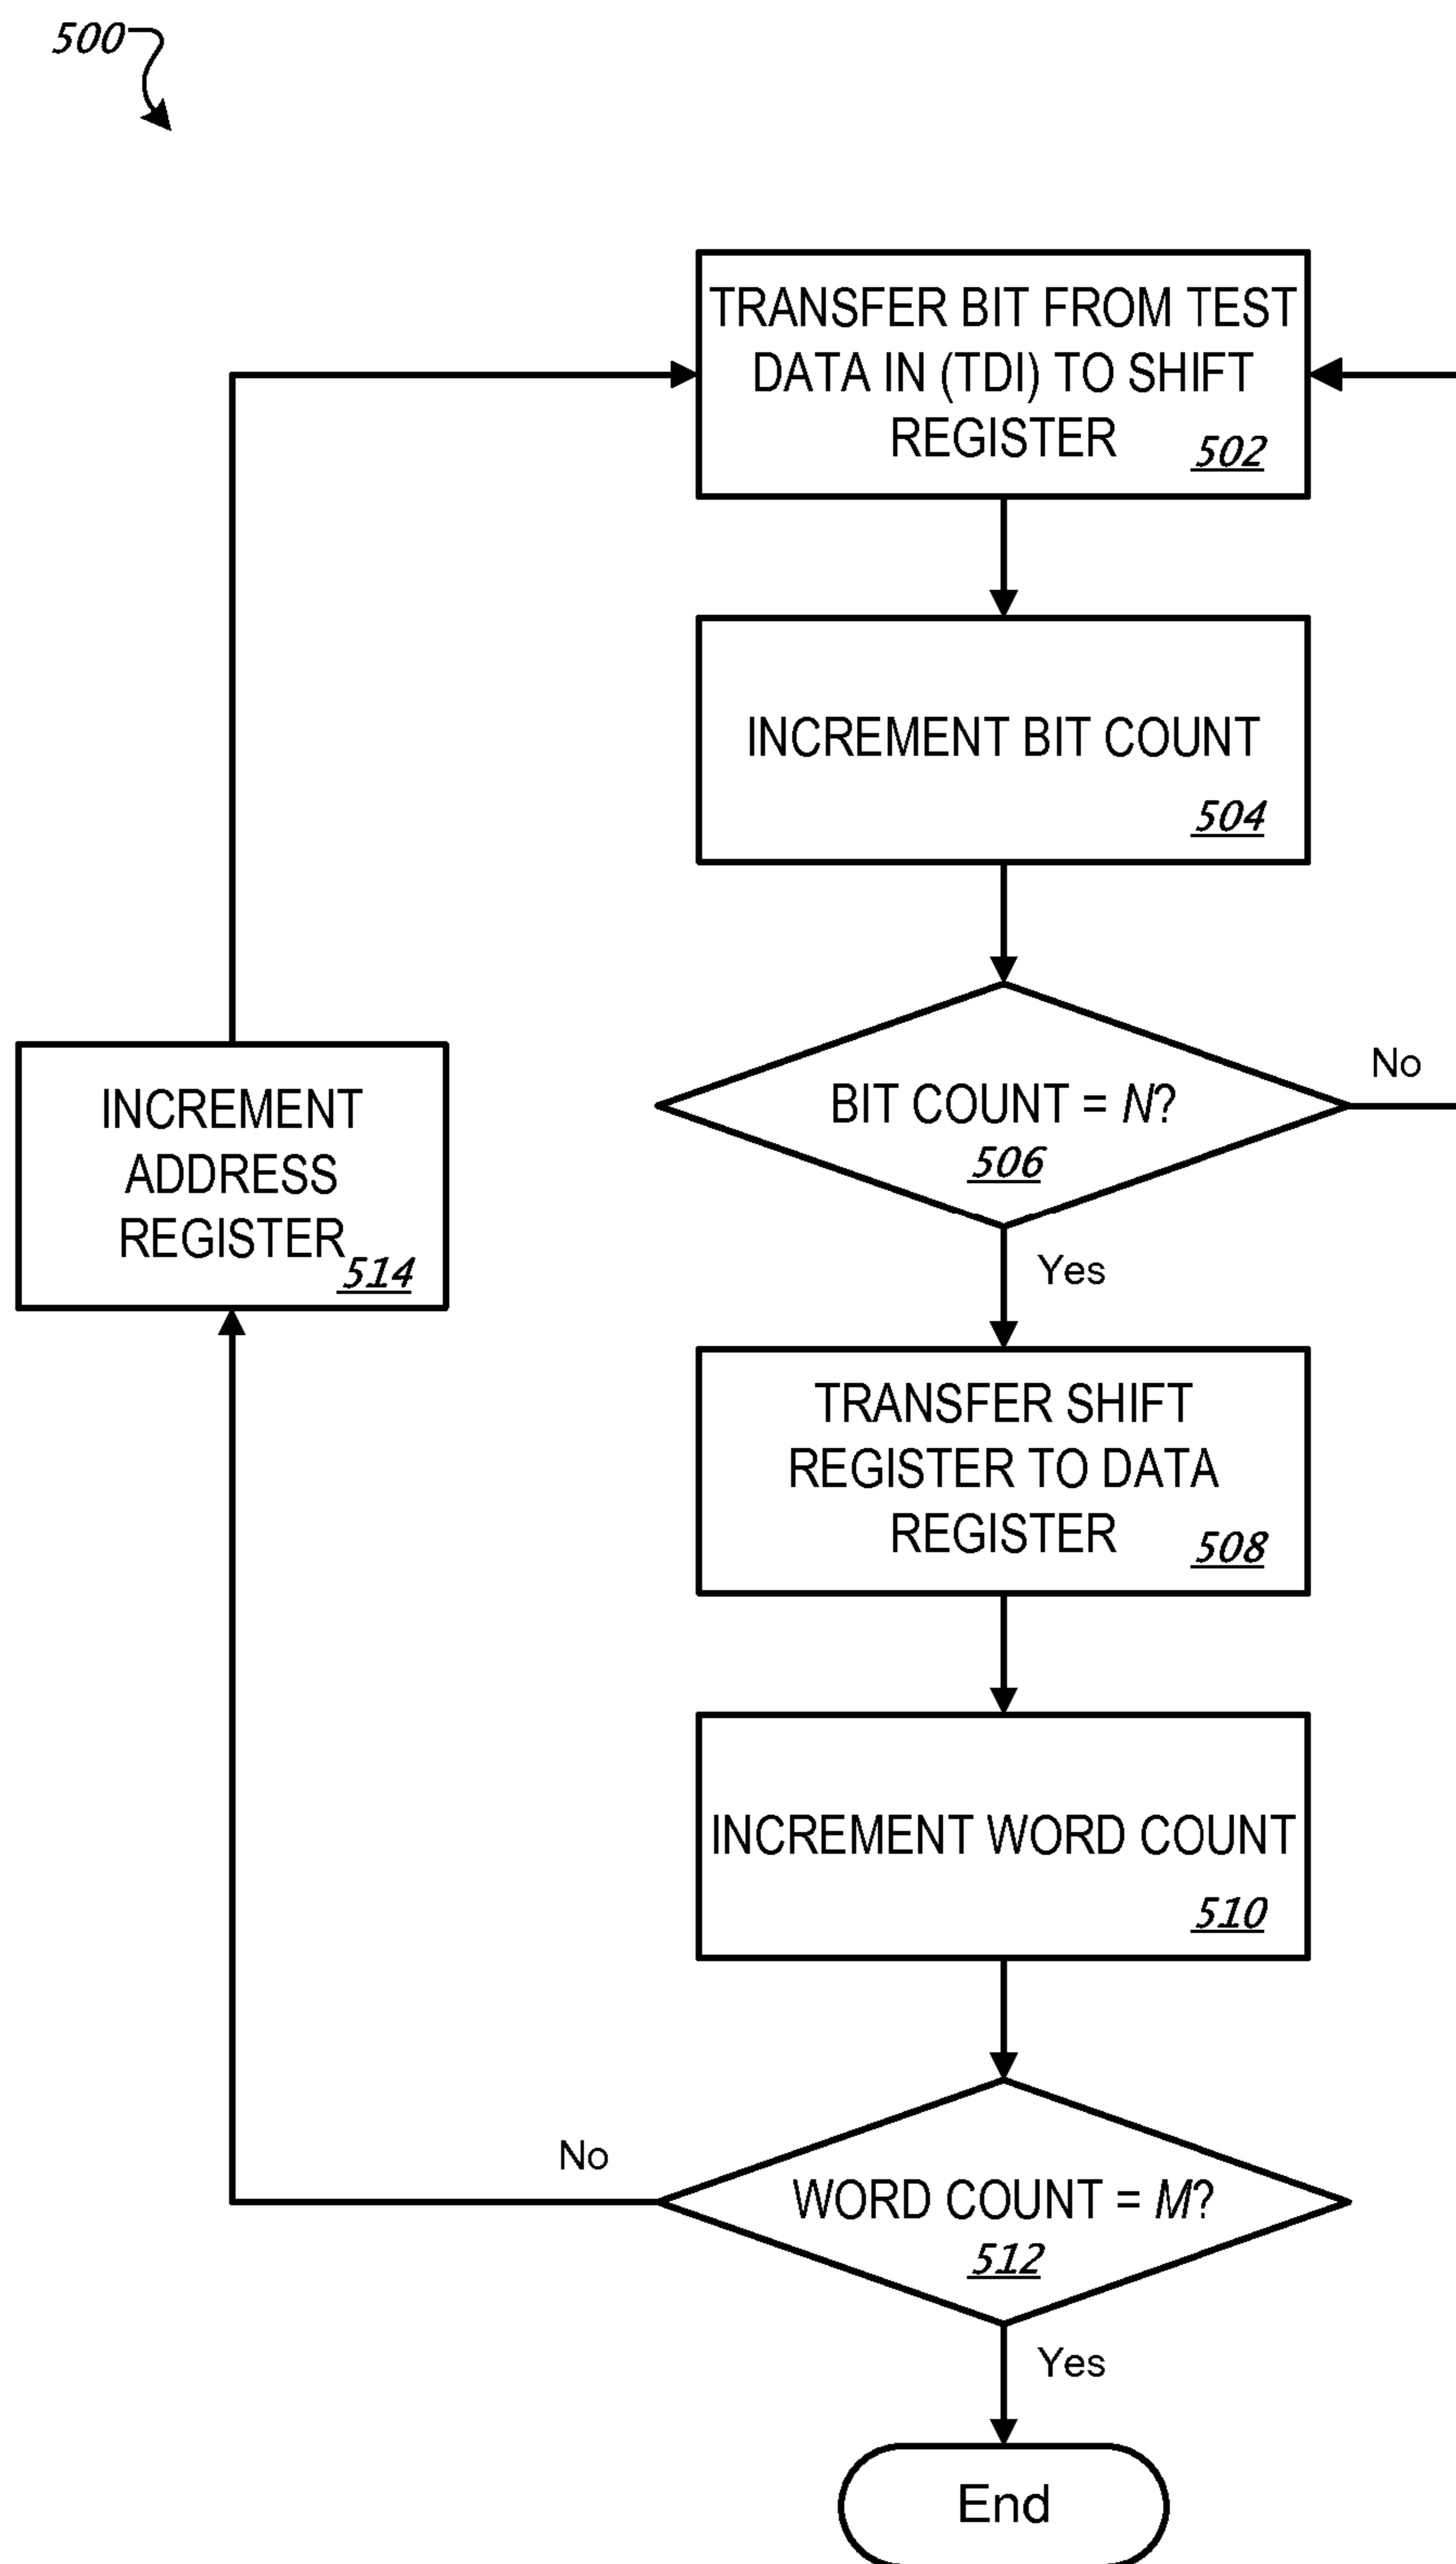 500
TRANSFER BIT FROM TEST
DATA IN (TDI) TO SHIFT
REGISTER
502
INCREMENT BIT COUNT
504
BIT COUNT = N?
506
No
Yes
INCREMENT
ADDRESS
REGISTER
514
TRANSFER SHIFT
REGISTER TO DATA
REGISTER
508
INCREMENT WORD COUNT
510
No
WORD COUNT = M?
512
Yes
End